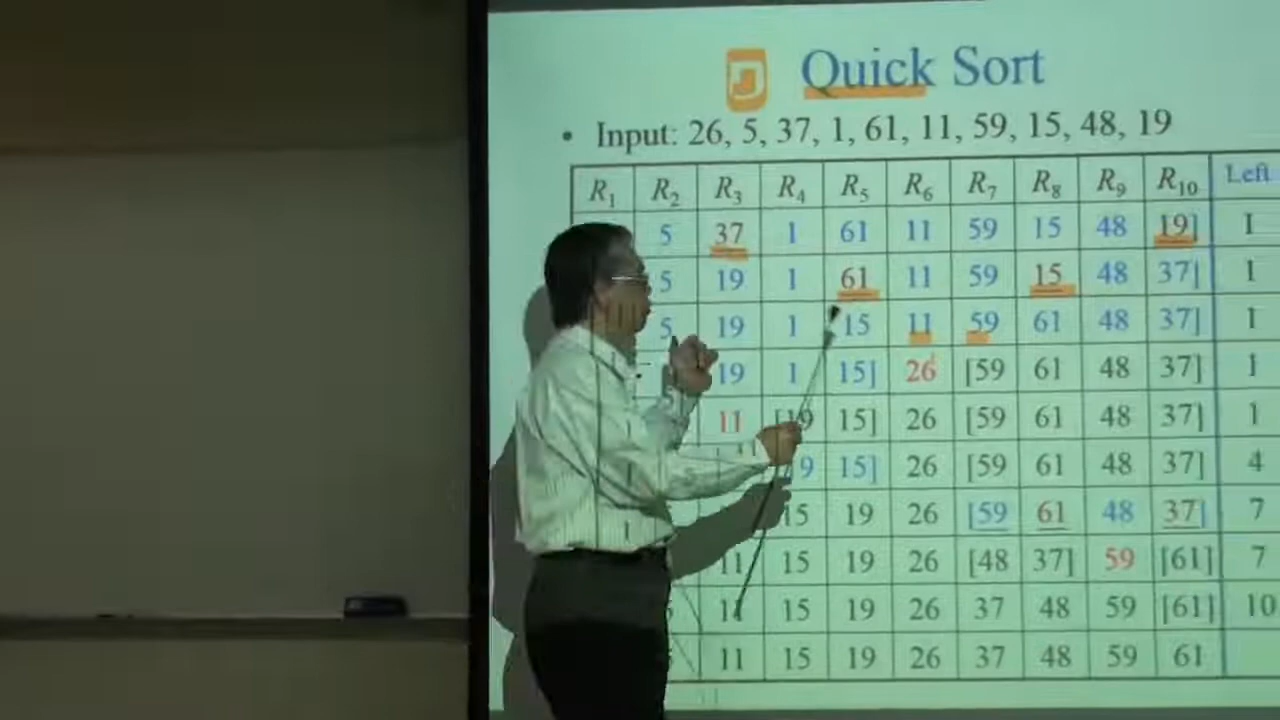 Quick Sort
• Input: 26, 5, 37, 1, 61, 11, 59, 15, 48, 19
R1 R2 R3 R4 R5 R6 R7 R8 R9 R10 Left
5 37 1 61 11 59 15 48 19] 1
5 19 1 61 11 59 15 48 37] 1
5 19 1 15 11 59 61 48 37] 1
19 1 15] 26 [59 61 48 37] 1
11 [19 15] 26 [59 61 48 37] 1
9 15] 26 [59 61 48 37] 4
15 19 26 [59 61 48 37] 7
11 15 19 26 [48 37] 59 [61] 7
11 15 19 26 37 48 59 [61] 10
11 15 19 26 37 48 59 61